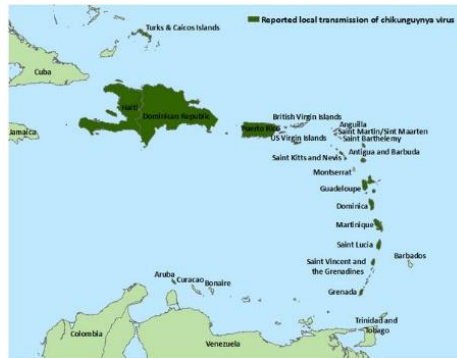 Turks & Caicos Islands
Reported local transmission of chikungunya virus
Cuba
Haiti
Dominican Republic
Jamaica
Puerto Rico
British Virgin Islands
US Virgin Islands
Anguilla
Saint Martin/Sint Maarten
Saint Barthelemy
Saint Kitts and Nevis
Antigua and Barbuda
Montserrat
Guadeloupe
Dominica
Martinique
Saint Lucia
Barbados
Saint Vincent and
the Grenadines
Aruba
Curacao
Bonaire
Grenada
Trinidad and
Tobago
Colombia
Venezuela